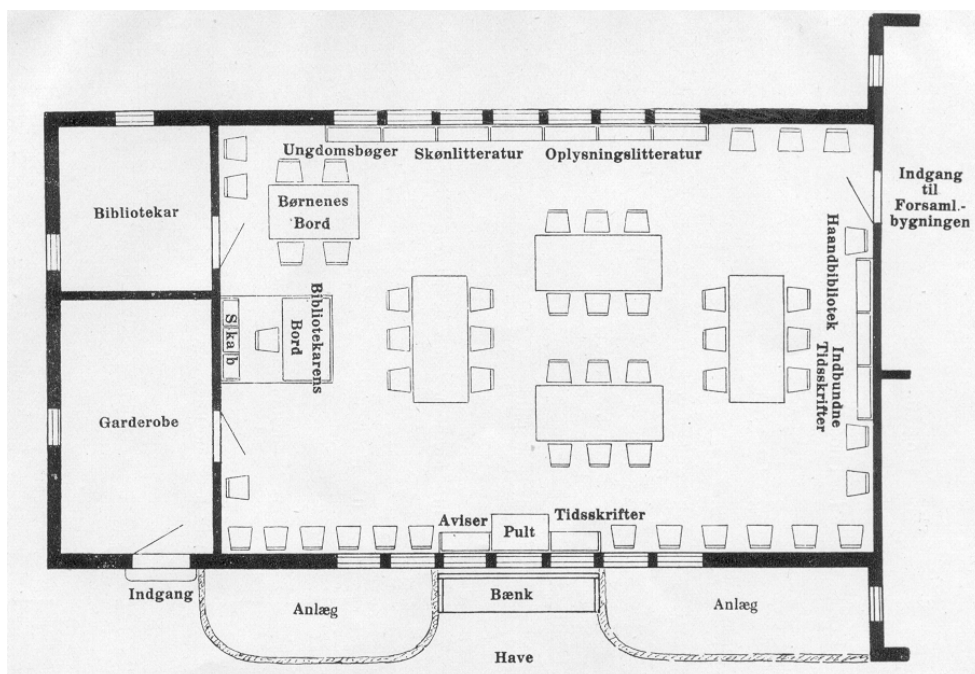 Ungdomsbøger
Skønlitteratur
Oplysningslitteratur
Indgang
til
Forsaml.-
bygningen
Bibliotekar
Børnenes
Bord
Haandbibliotek
Bibliotekarens
Bord
Skab
Indbundne
Tidsskrifter
Garderobe
Aviser
Pult
Tidsskrifter
Indgang
Anlæg
Bænk
Anlæg
Have